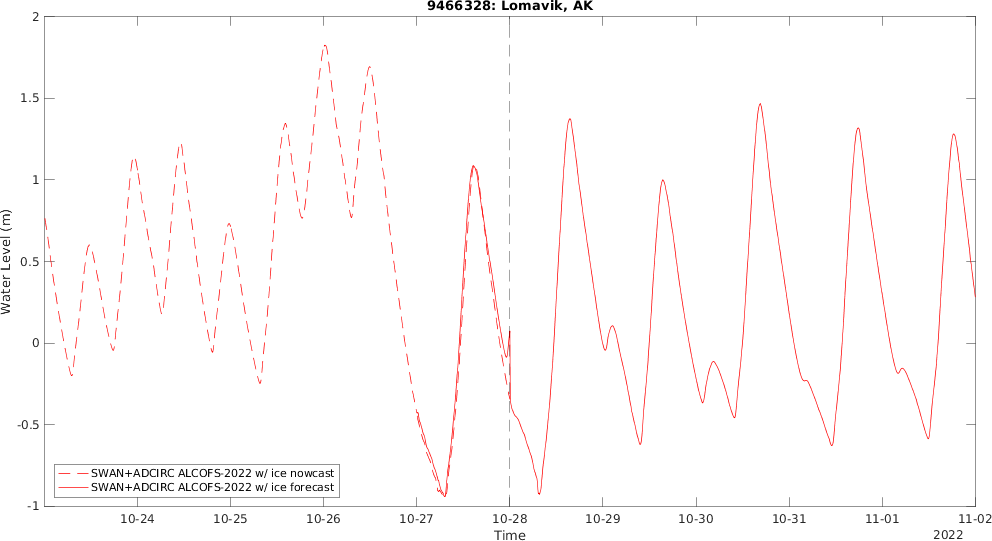 9466328: Lomavik, AK
2
1.5
1
0.5
0
-0.5
-1
Water Level (m)
SWAN+ADCIRC ALCOFS-2022 w/ ice nowcast
SWAN+ADCIRC ALCOFS-2022 w/ ice forecast
10-24 10-25 10-26 10-27 10-28 10-29 10-30 10-31 11-01 11-02
Time
2022